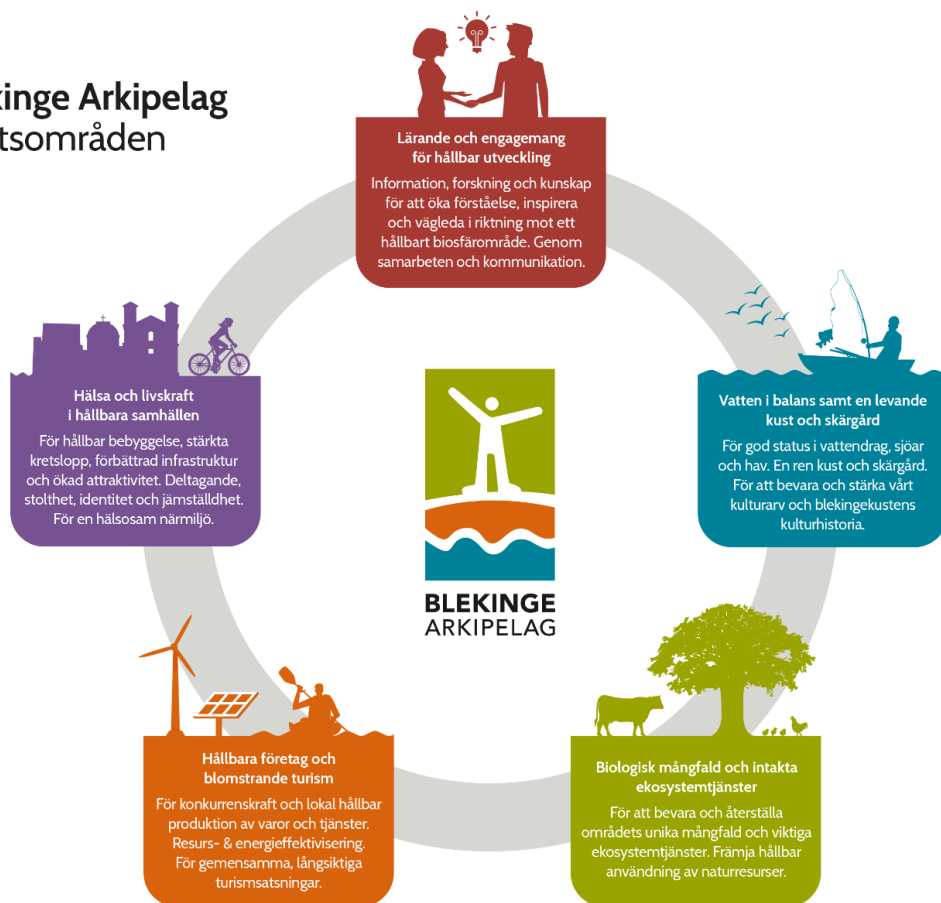 kinge Arkipelag
tsområden
Lärande och engagemang
för hållbar utveckling
Information, forskning och kunskap
för att öka förståelse, inspirera
och vägleda i riktning mot ett
hållbart biosfärområde. Genom
samarbeten och kommunikation.
Hälsa och livskraft
i hållbara samhällen
För hållbar bebyggelse, stärkta
kretslopp, förbättrad infrastruktur
och ökad attraktivitet. Deltagande,
stolthet, identitet och jämställdhet.
För en hälsosam närmiljö.
Vatten i balans samt en levande
kust och skärgård
För god status i vattendrag, sjöar
och hav. En ren kust och skärgård.
För att bevara och stärka vårt
kulturarv och blekingekustens
kulturhistoria.
BLEKINGE
ARKIPELAG
Hållbara företag och
blomstrande turism
För konkurrenskraft och lokal hållbar
produktion av varor och tjänster.
Resurs- & energieffektivisering.
För gemensamma, långsiktiga
turismsatsningar.
Biologisk mångfald och intakta
ekosystemtjänster
För att bevara och återställa
områdets unika mångfald och viktiga
ekosystemtjänster. Främja hållbar
användning av naturresurser.